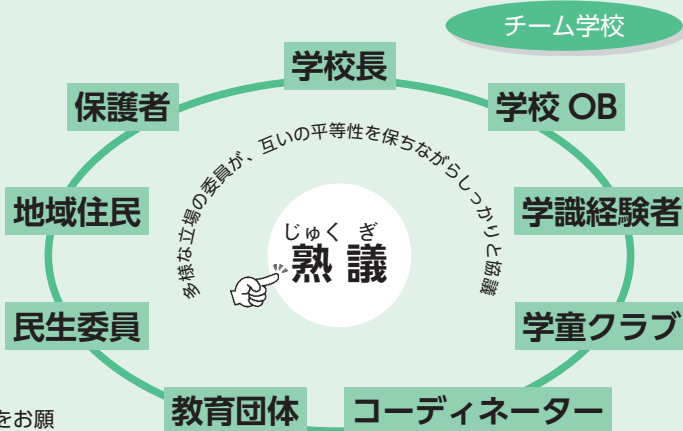 チーム学校
学校長
保護者
学校 OB
多様な立場の委員が、互いの平等性を保ちながらしっかりと協議
地域住民
学識経験者
じゅく ぎ
熟議
民生委員
学童クラブ
教育団体
コーディネーター
をお願